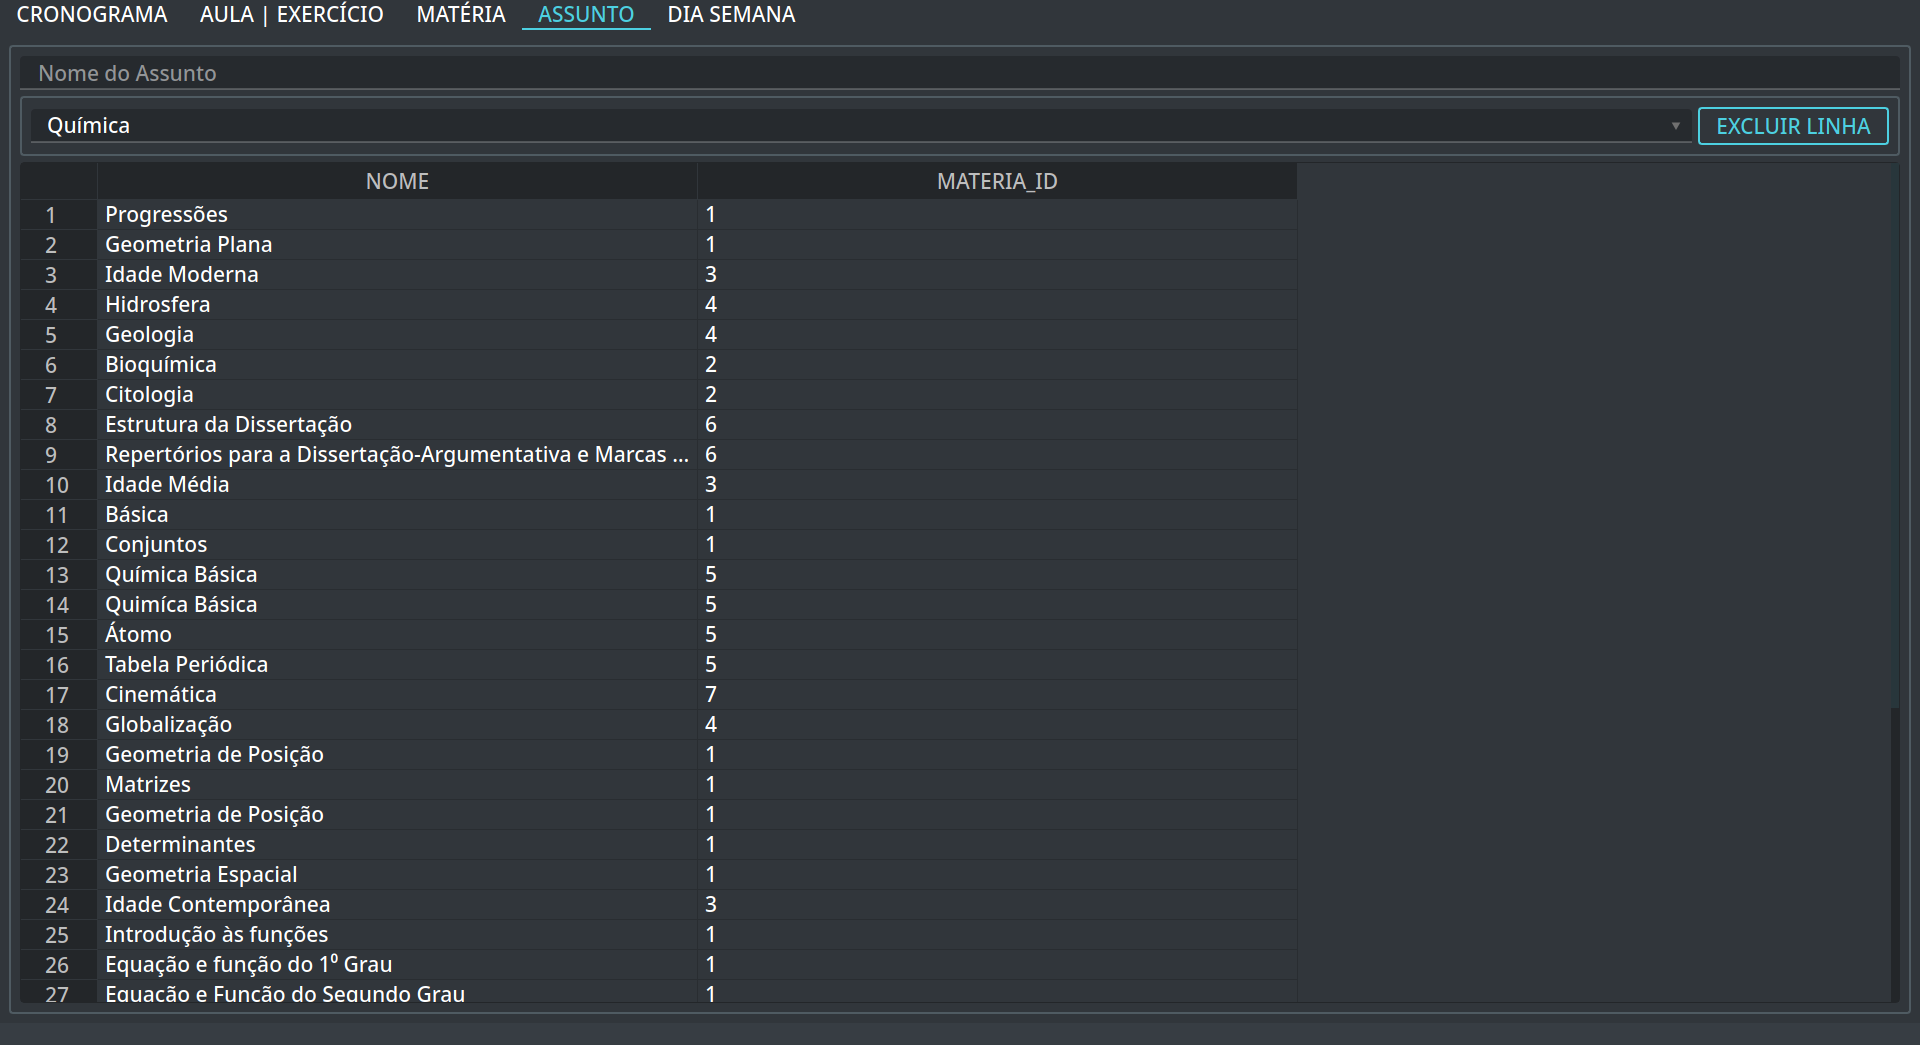 CRONOGRAMA AULA | EXERCÍCIO MATÉRIA ASSUNTO DIA SEMANA
Nome do Assunto
Química EXCLUIR LINHA
NOME MATERIA_ID
1 Progressões 1
2 Geometria Plana 1
3 Idade Moderna 3
4 Hidrosfera 4
5 Geologia 4
6 Bioquímica 2
7 Citologia 2
8 Estrutura da Dissertação 6
9 Repertórios para a Dissertação-Argumentativa e Marcas ... 6
10 Idade Média 3
11 Básica 1
12 Conjuntos 1
13 Química Básica 5
14 Quimíca Básica 5
15 Átomo 5
16 Tabela Periódica 5
17 Cinemática 7
18 Globalização 4
19 Geometria de Posição 1
20 Matrizes 1
21 Geometria de Posição 1
22 Determinantes 1
23 Geometria Espacial 1
24 Idade Contemporânea 3
25 Introdução às funções 1
26 Equação e função do 1⁰ Grau 1
27 Equação e Função do Segundo Grau 1